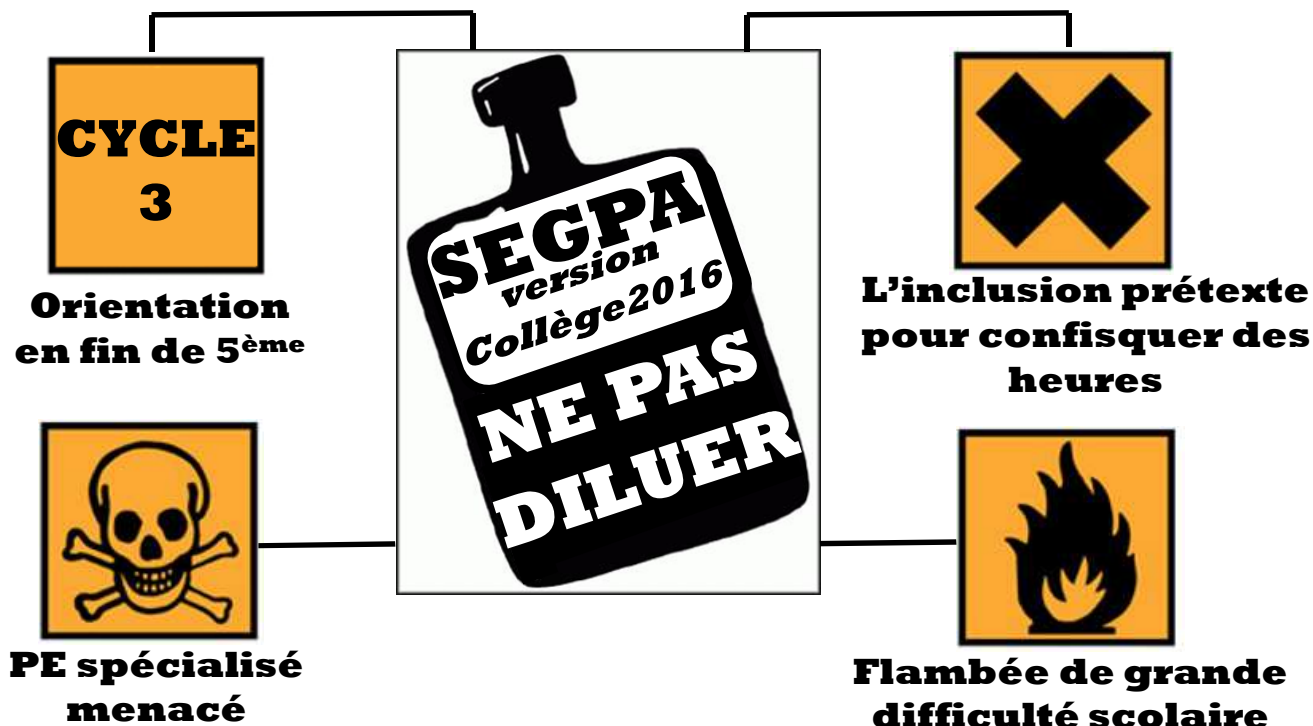 CYCLE
3
Orientation
en fin de 5ème
SEGPA
version
Collège2016
NE PAS
DILUER
L’inclusion prétexte
pour confisquer des
heures
PE spécialisé
menacé
Flambée de grande
difficulté scolaire